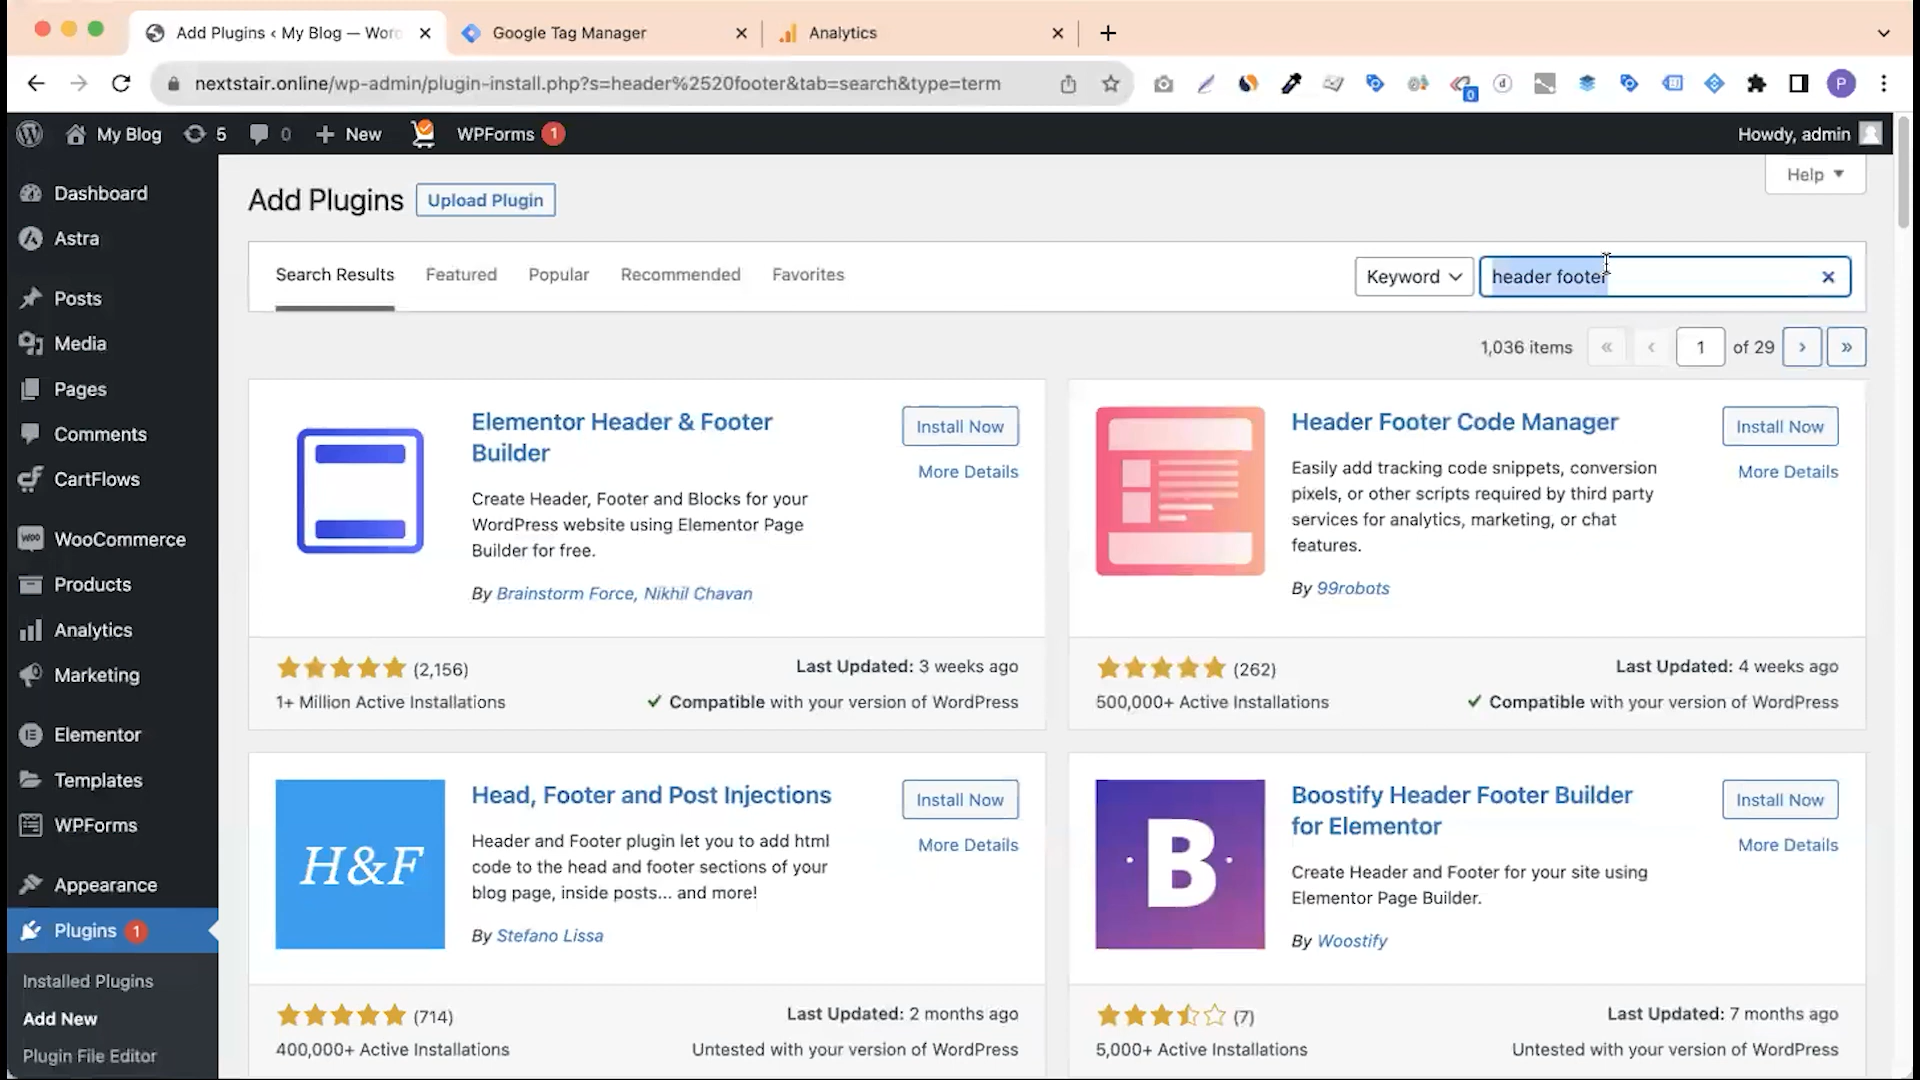 Add Plugins ‹ My Blog — Worc
Google Tag Manager
Analytics
nextstair.online/wp-admin/plugin-install.php?s=header%2520footer&tab=search&type=term
0
P
My Blog
5
0
New
WPForms 1
Howdy, admin
Dashboard
Astra
Posts
Media
Pages
Comments
CartFlows
WOO
WooCommerce
Products
Analytics
Marketing
Elementor
Templates
WPForms
Appearance
Plugins 1
Installed Plugins
Add New
Plugin File Editor
Help
Add Plugins
Upload Plugin
Search Results
Featured
Popular
Recommended
Favorites
Keyword
header footer
1,036 items « ‹ 1 of 29 › »
Elementor Header & Footer
Builder
Install Now
More Details
Create Header, Footer and Blocks for your
WordPress website using Elementor Page
Builder for free.
By Brainstorm Force, Nikhil Chavan
(2,156)
Last Updated: 3 weeks ago
1+ Million Active Installations
Compatible with your version of WordPress
Header Footer Code Manager
Install Now
More Details
Easily add tracking code snippets, conversion
pixels, or other scripts required by third party
services for analytics, marketing, or chat
features.
By 99robots
(262)
Last Updated: 4 weeks ago
500,000+ Active Installations
Compatible with your version of WordPress
H&F
Head, Footer and Post Injections
Install Now
More Details
Header and Footer plugin let you to add html
code to the head and footer sections of your
blog page, inside posts... and more!
By Stefano Lissa
(714)
Last Updated: 2 months ago
400,000+ Active Installations
Untested with your version of WordPress
B
Boostify Header Footer Builder
for Elementor
Install Now
More Details
Create Header and Footer for your site using
Elementor Page Builder.
By Woostify
(7)
Last Updated: 7 months ago
5,000+ Active Installations
Untested with your version of WordPress